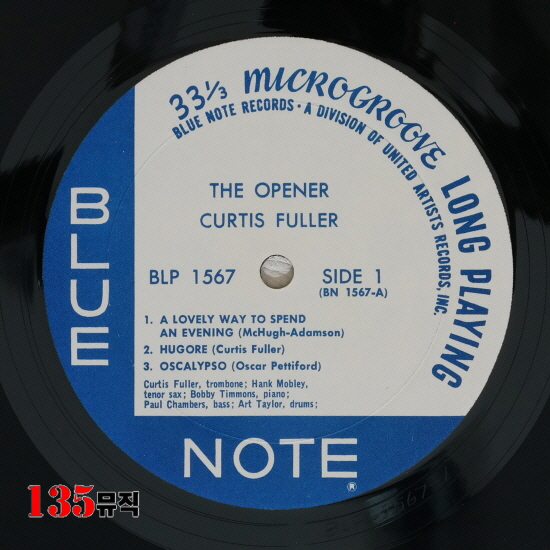 33⅓ MICROGROOVE LONG PLAYING
BLUE NOTE RECORDS · A DIVISION OF UNITED ARTISTS RECORDS, INC.
THE OPENER
CURTIS FULLER
BLP 1567 SIDE 1
(BN 1567-A)
1. A LOVELY WAY TO SPEND
AN EVENING (McHugh-Adamson)
2. HUGORE (Curtis Fuller)
3. OSCALYPSO (Oscar Pettiford)
Curtis Fuller, trombone; Hank Mobley,
tenor sax; Bobby Timmons, piano;
Paul Chambers, bass; Art Taylor, drums;
BLUE
NOTE®
135뮤직